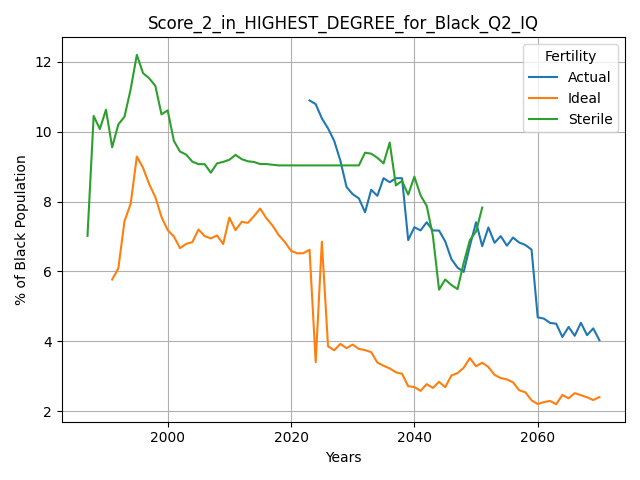 Score_2_in_HIGHEST_DEGREE_for_Black_Q2_IQ
% of Black Population
12
10
8
6
4
2
Fertility
Actual
Ideal
Sterile
2000
2020
2040
2060
Years